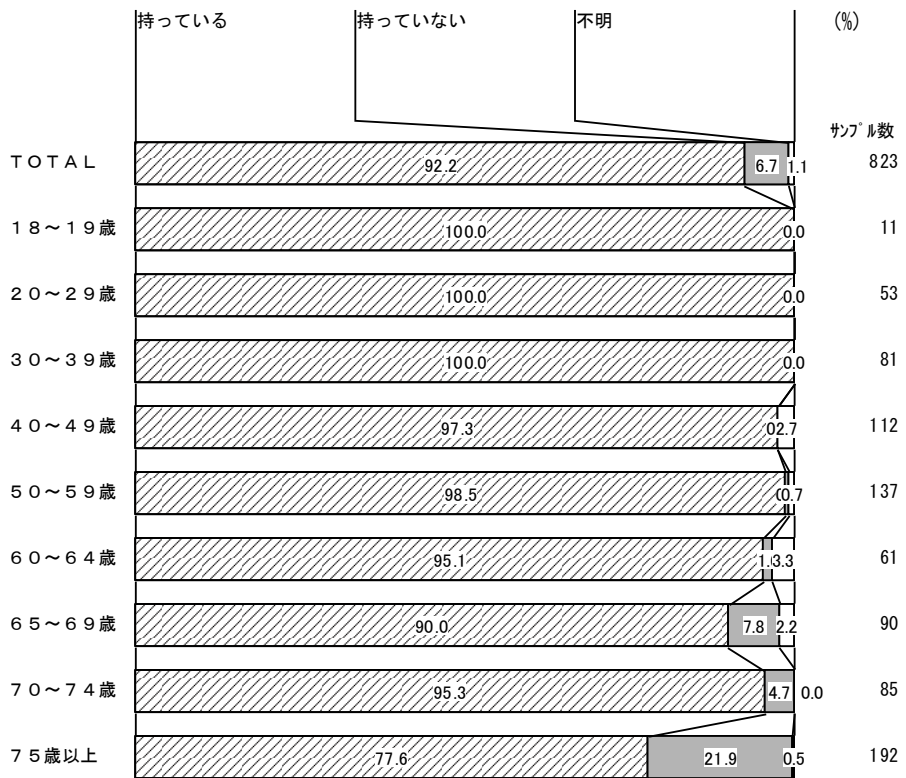 持っている 持っていない 不明 (%)
ｻﾝﾌﾟﾙ数
ＴＯＴＡＬ 92.2 6.7 1.1 823
１８～１９歳 100.0 0.0 11
２０～２９歳 100.0 0.0 53
３０～３９歳 100.0 0.0 81
４０～４９歳 97.3 2.7 112
５０～５９歳 98.5 0.7 137
６０～６４歳 95.1 3.3 61
６５～６９歳 90.0 7.8 2.2 90
７０～７４歳 95.3 4.7 0.0 85
７５歳以上 77.6 21.9 0.5 192